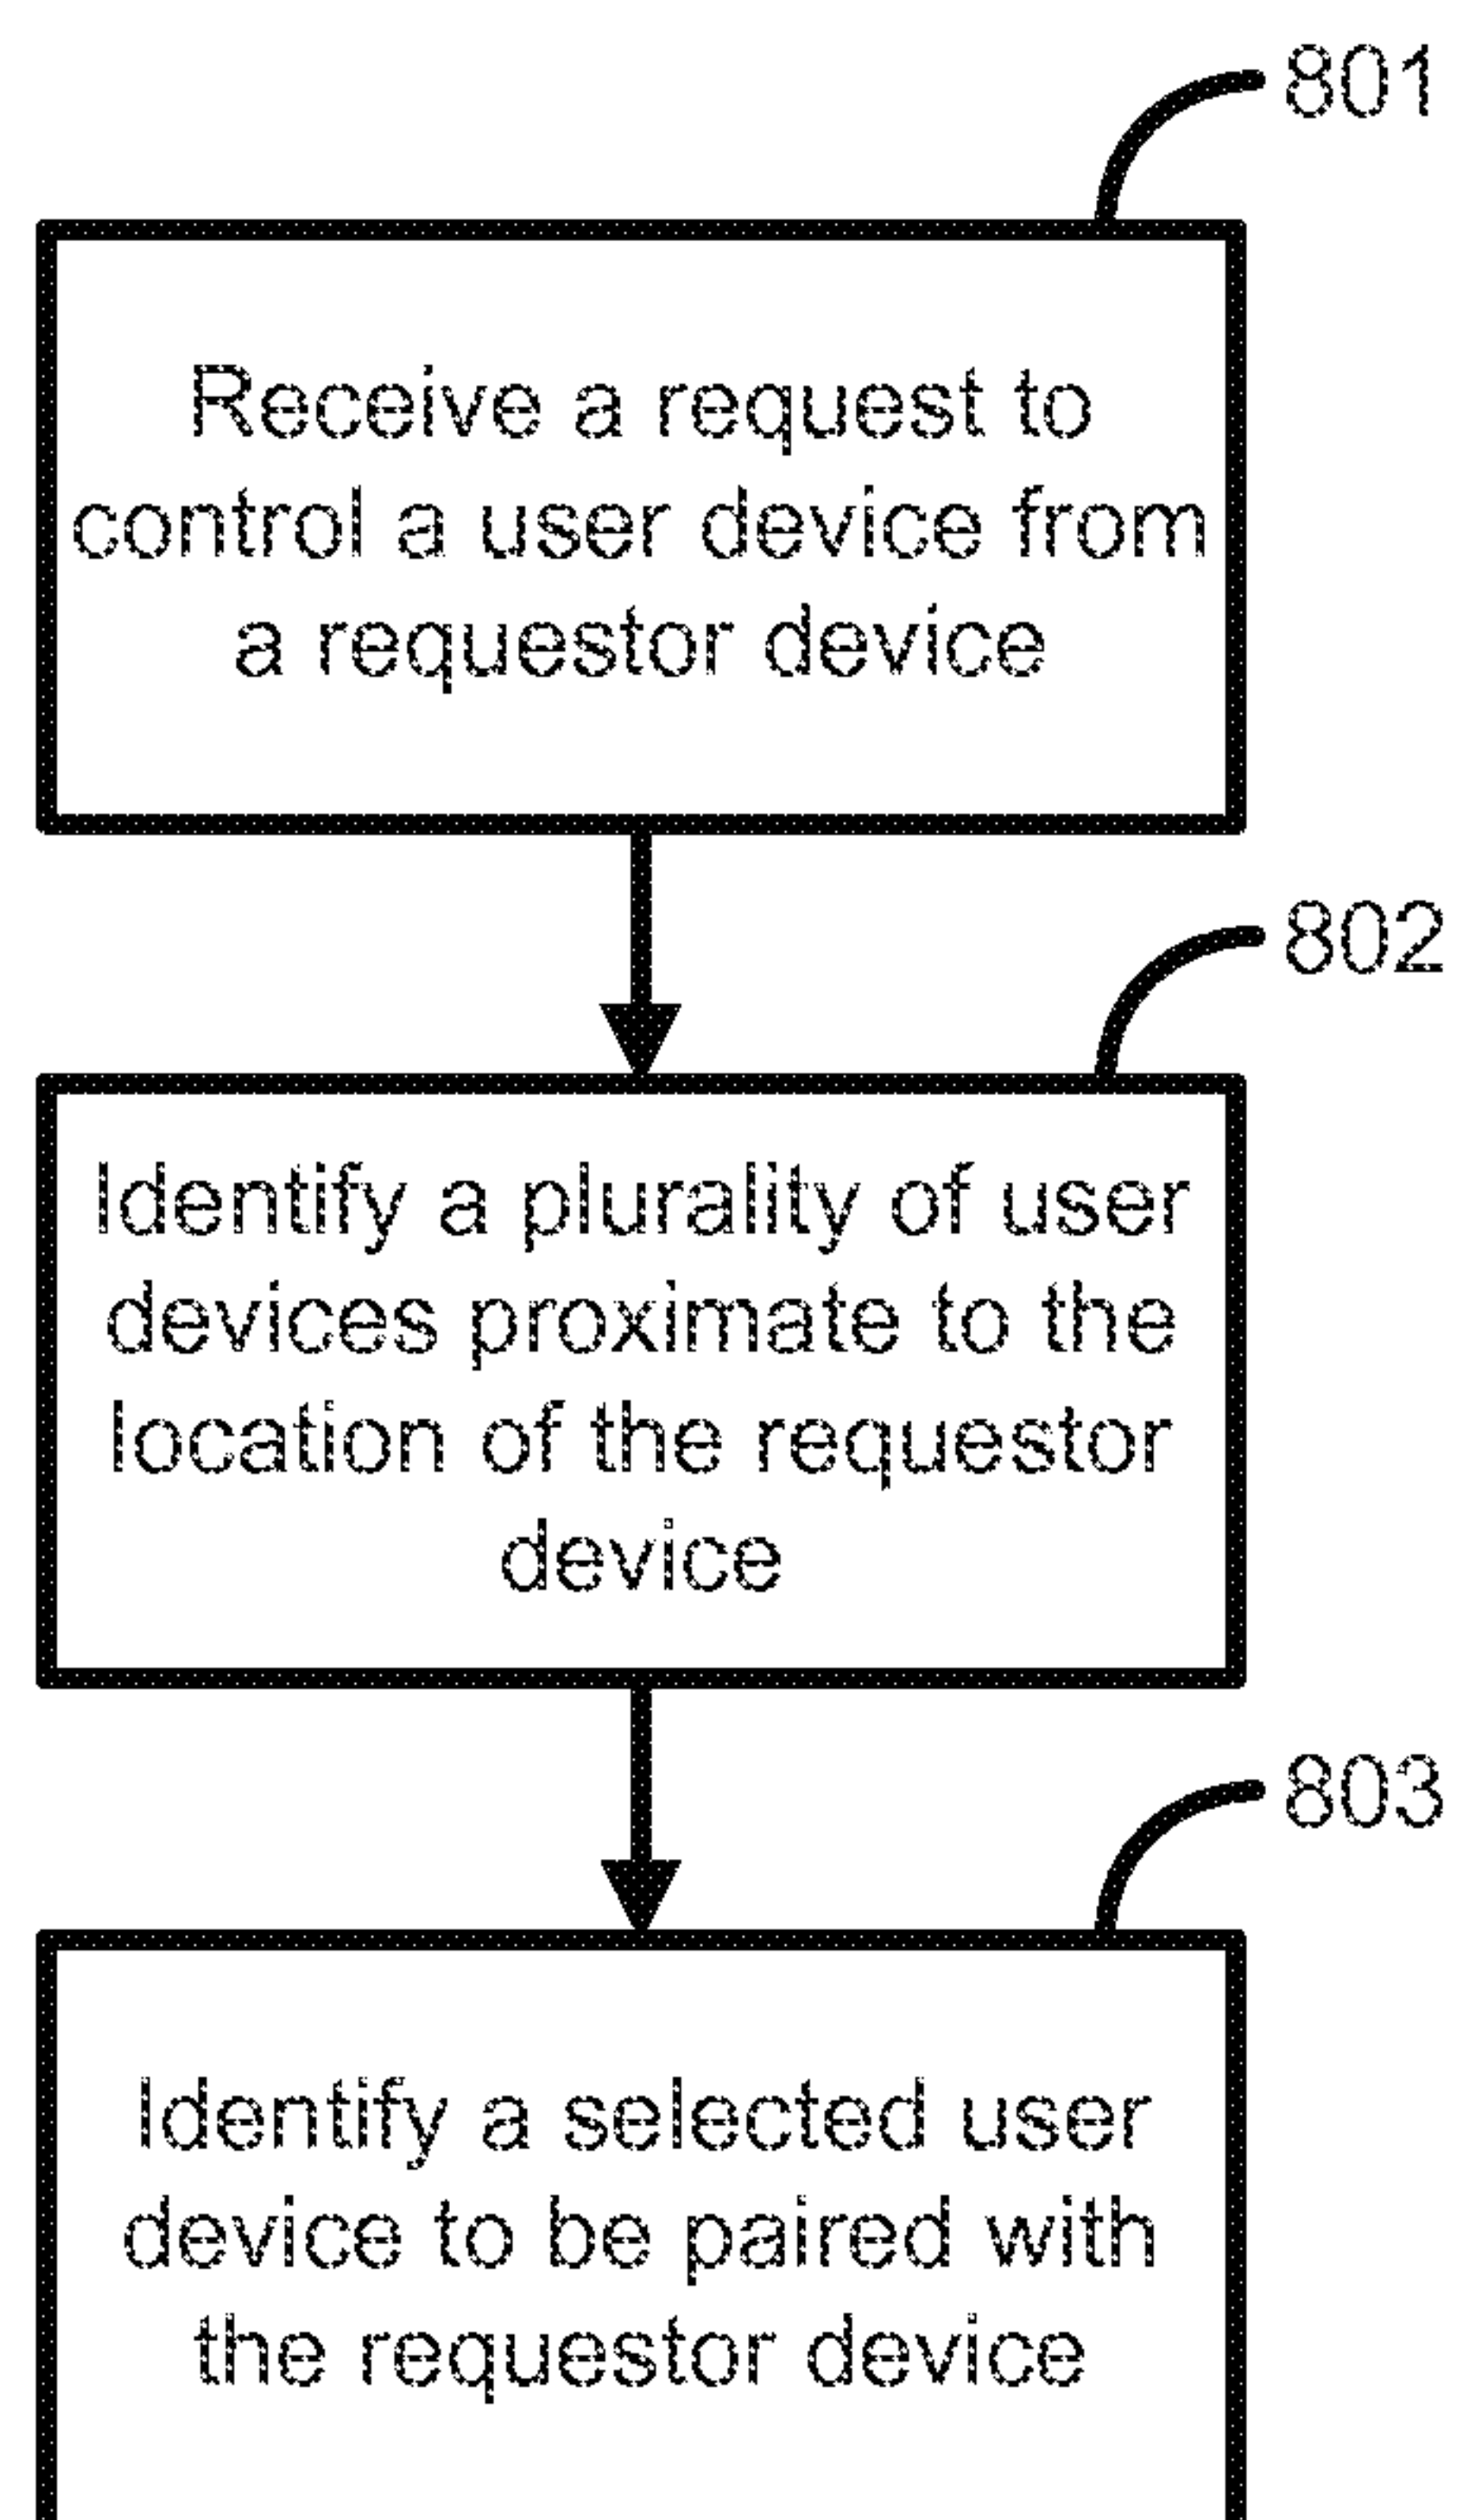 801
Receive a request to
control a user device from
a requestor device
802
Identify a plurality of user
devices proximate to the
location of the requestor
device
803
Identify a selected user
device to be paired with
the requestor device